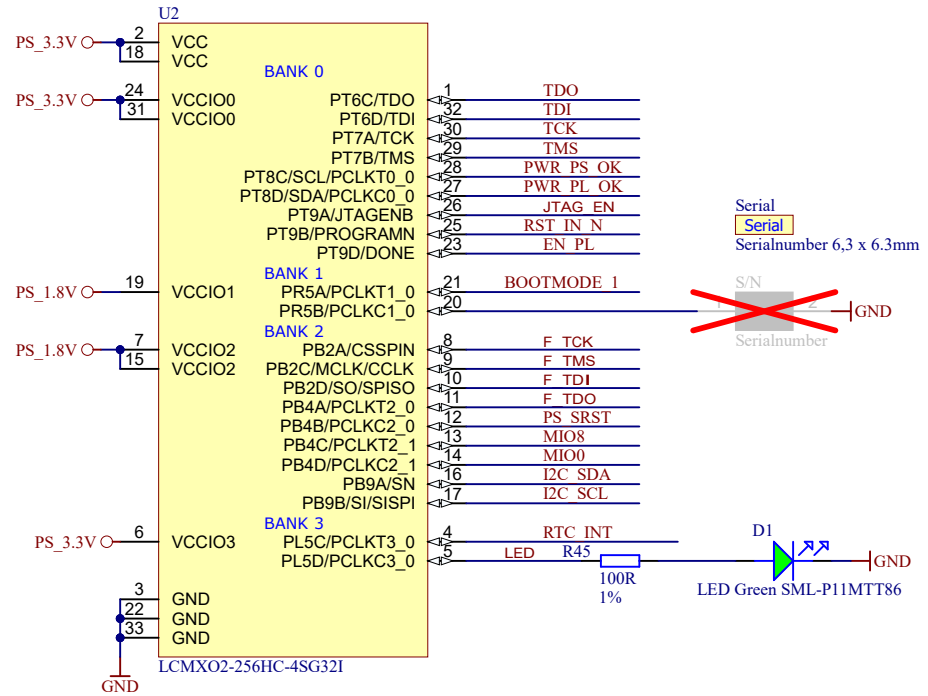 U2
PS_3.3V 2 VCC
18 VCC
BANK 0
PS_3.3V 24 VCCIO0
31 VCCIO0
PT6C/TDO 1 TDO
PT6D/TDI 32 TDI
PT7A/TCK 30 TCK
PT7B/TMS 29 TMS
PT8C/SCL/PCLKT0_0 28 PWR_PS_OK
PT8D/SDA/PCLKC0_0 27 PWR_PL_OK
PT9A/JTAGENB 26 JTAG_EN
PT9B/PROGRAMN 25 RST_IN_N
PT9D/DONE 23 EN_PL
Serial
Serial
Serialnumber 6,3 x 6.3mm
BANK 1
PS_1.8V 19 VCCIO1 PR5A/PCLKT1_0 21 BOOTMODE_1
PR5B/PCLKC1_0 20
S/N
1 2 GND
Serialnumber
BANK 2
PS_1.8V 7 VCCIO2 PB2A/CSSPIN 8 F_TCK
15 VCCIO2 PB2C/MCLK/CCLK 9 F_TMS
PB2D/SO/SPISO 10 F_TDI
PB4A/PCLKT2_0 11 F_TDO
PB4B/PCLKC2_0 12 PS_SRST
PB4C/PCLKT2_1 13 MIO8
PB4D/PCLKC2_1 14 MIO0
PB9A/SN 16 I2C_SDA
PB9B/SI/SISPI 17 I2C_SCL
BANK 3
PS_3.3V 6 VCCIO3 PL5C/PCLKT3_0 4 RTC_INT
PL5D/PCLKC3_0 5 LED R45 D1 GND
100R
1%
LED Green SML-P11MTT86
3 GND
22 GND
33 GND
GND
LCMXO2-256HC-4SG32I